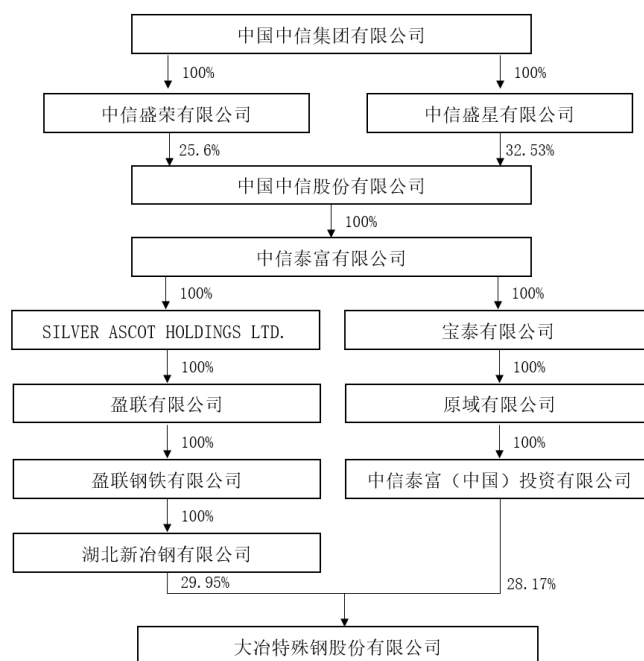 中国中信集团有限公司
100%
100%
中信盛荣有限公司
中信盛星有限公司
25.6%
32.53%
中国中信股份有限公司
100%
中信泰富有限公司
100%
100%
SILVER ASCOT HOLDINGS LTD.
宝泰有限公司
100%
100%
盈联有限公司
原域有限公司
100%
100%
盈联钢铁有限公司
中信泰富（中国）投资有限公司
100%
湖北新冶钢有限公司
29.95%
28.17%
大冶特殊钢股份有限公司